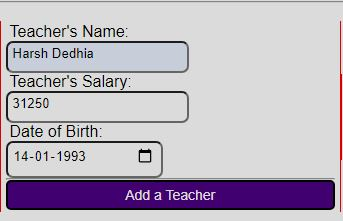 Teacher's Name:
Harsh Dedhia
Teacher's Salary:
31250
Date of Birth:
14-01-1993
Add a Teacher